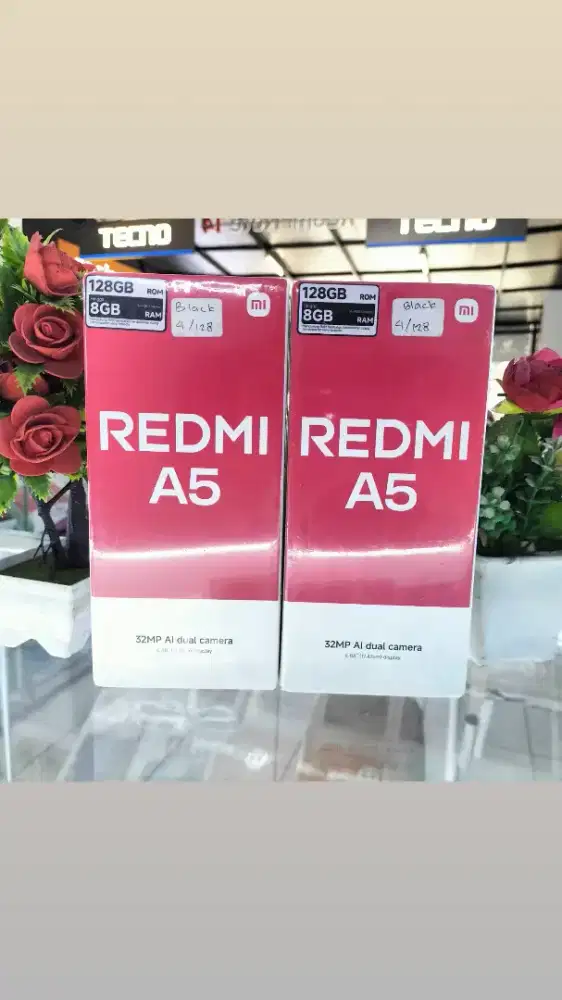 TECNO
TECNO
128GB ROM
8GB RAM
Black
4/128
mi
REDMI
A5
32MP AI dual camera
128GB ROM
8GB RAM
Black
4/128
mi
REDMI
A5
32MP AI dual camera